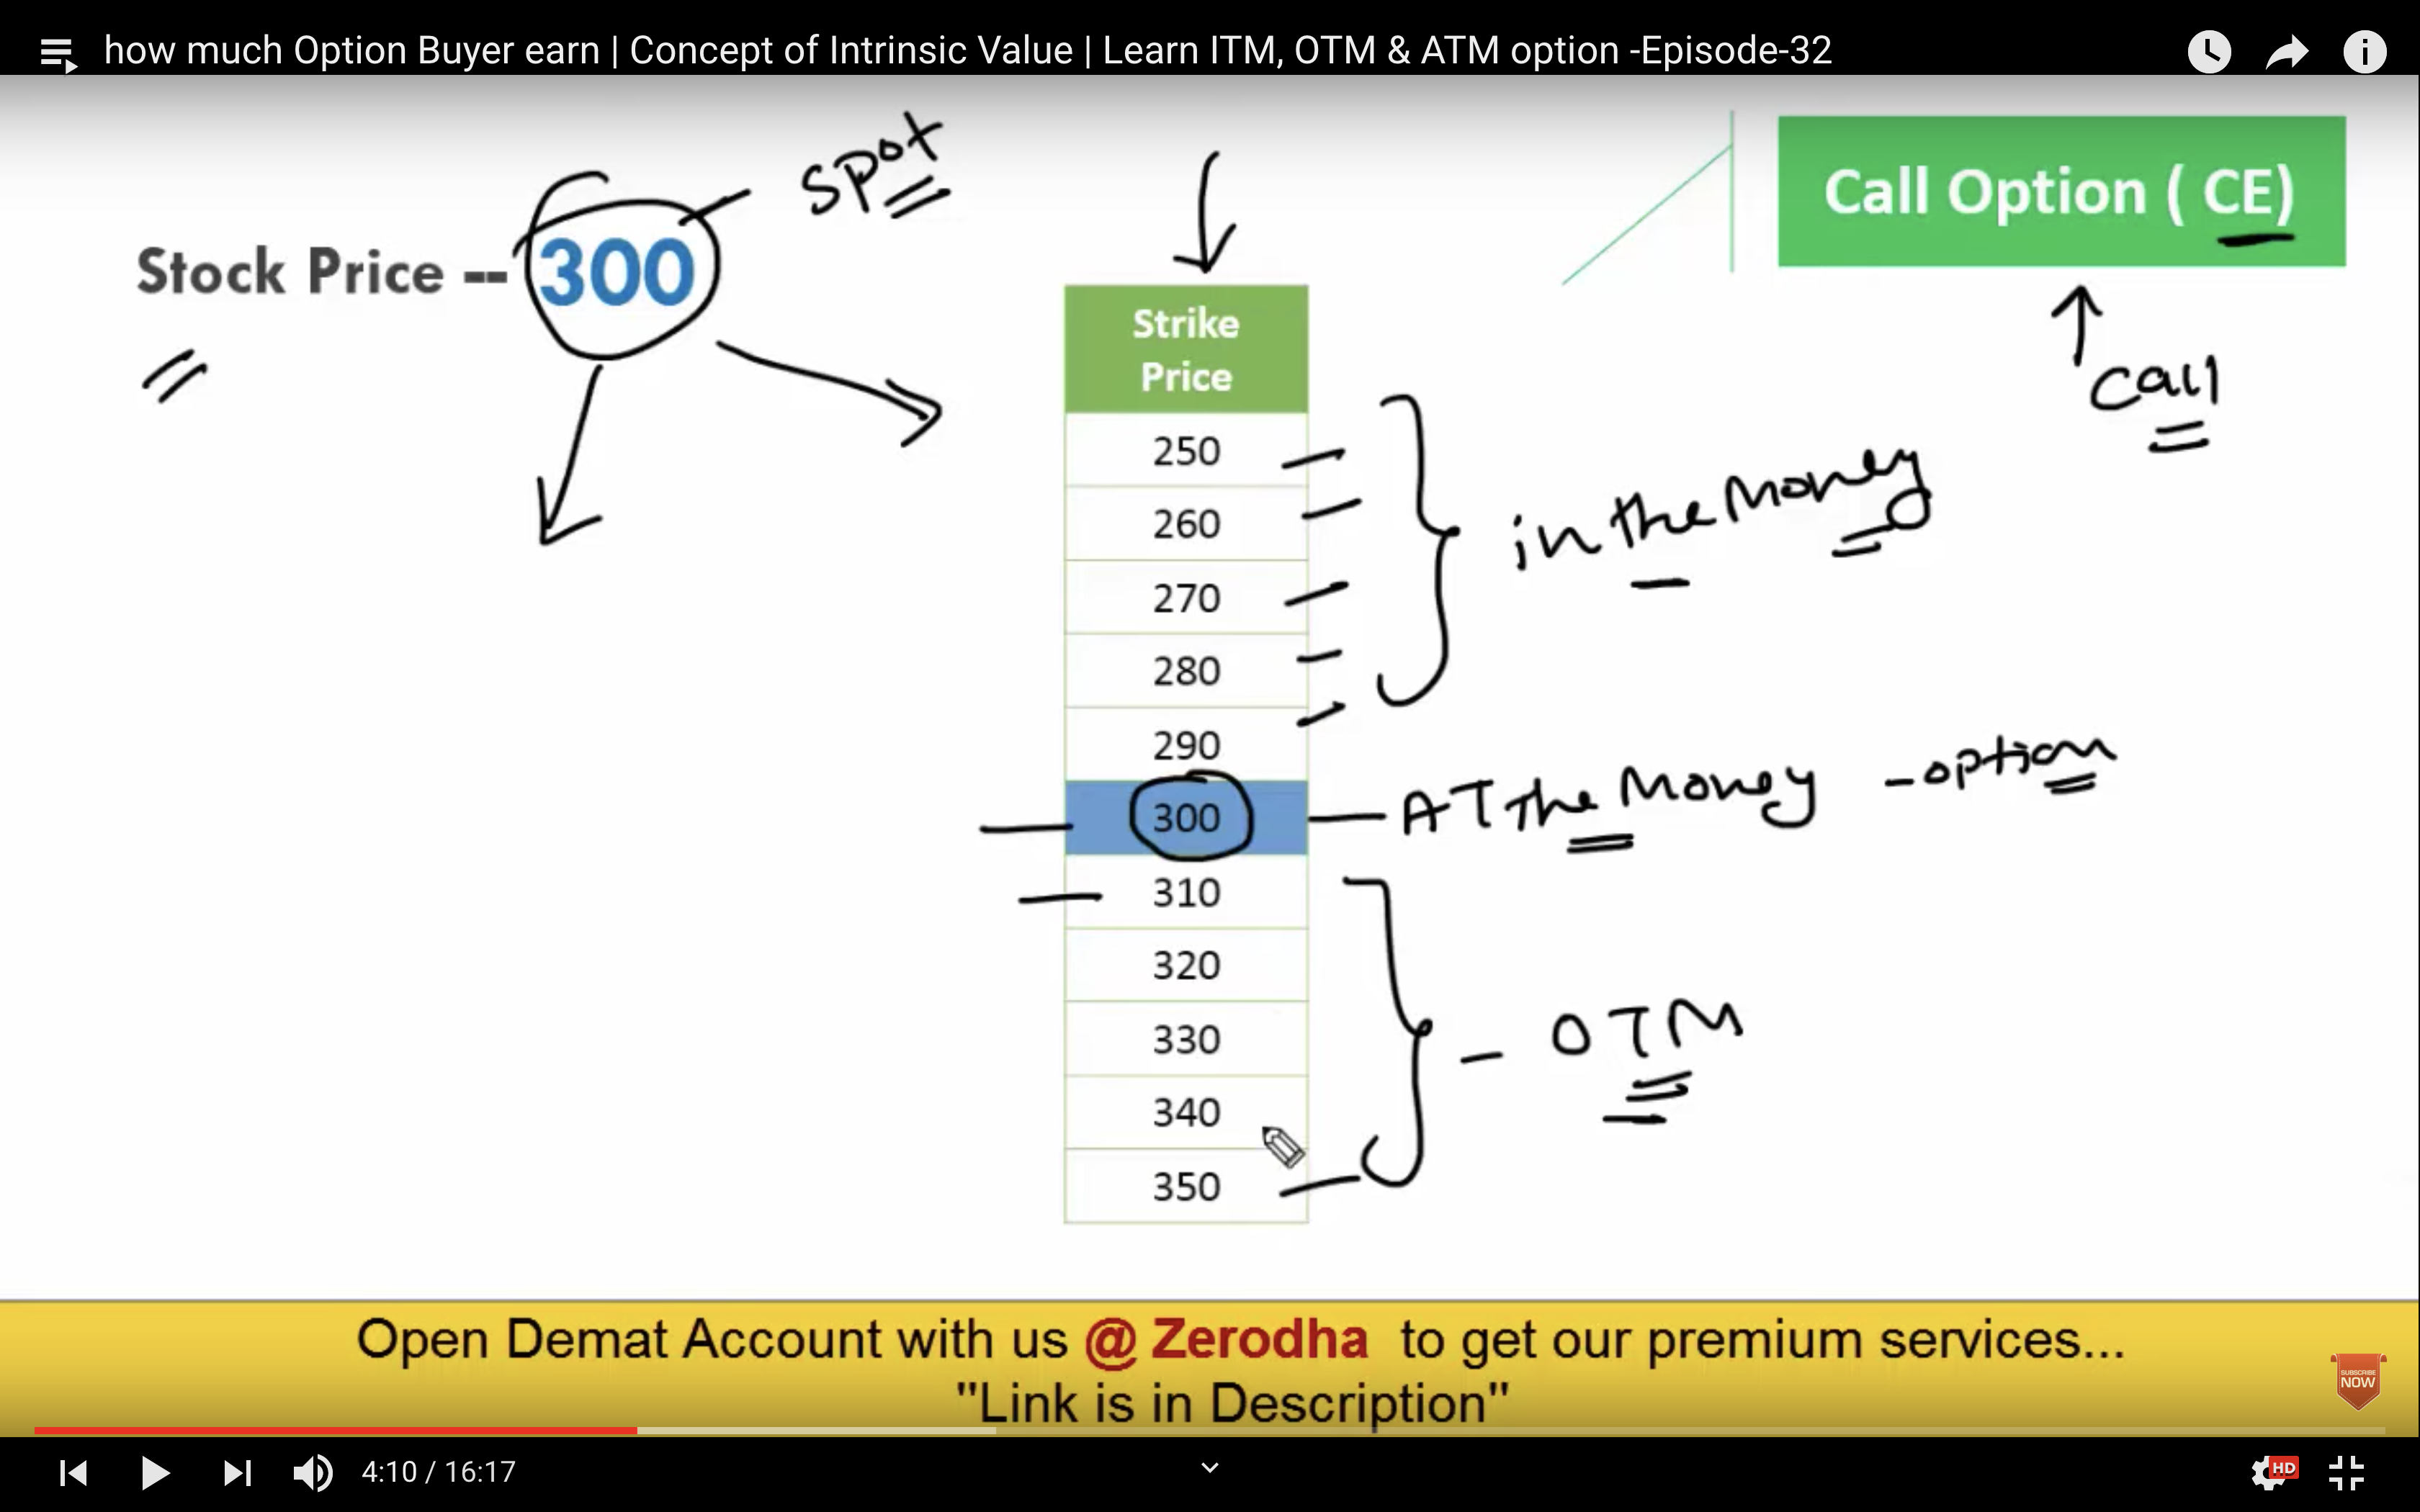 how much Option Buyer earn | Concept of Intrinsic Value | Learn ITM, OTM & ATM option -Episode-32
Spot
Call Option ( CE)
Stock Price -- 300
Strike
Price
Call
250
260
in the Money
270
280
290
300
AT The Money - option
310
320
330
OTM
340
350
Open Demat Account with us @ Zerodha to get our premium services...
"Link is in Description"
SUBSCRIBE
NOW
4:10 / 16:17
HD